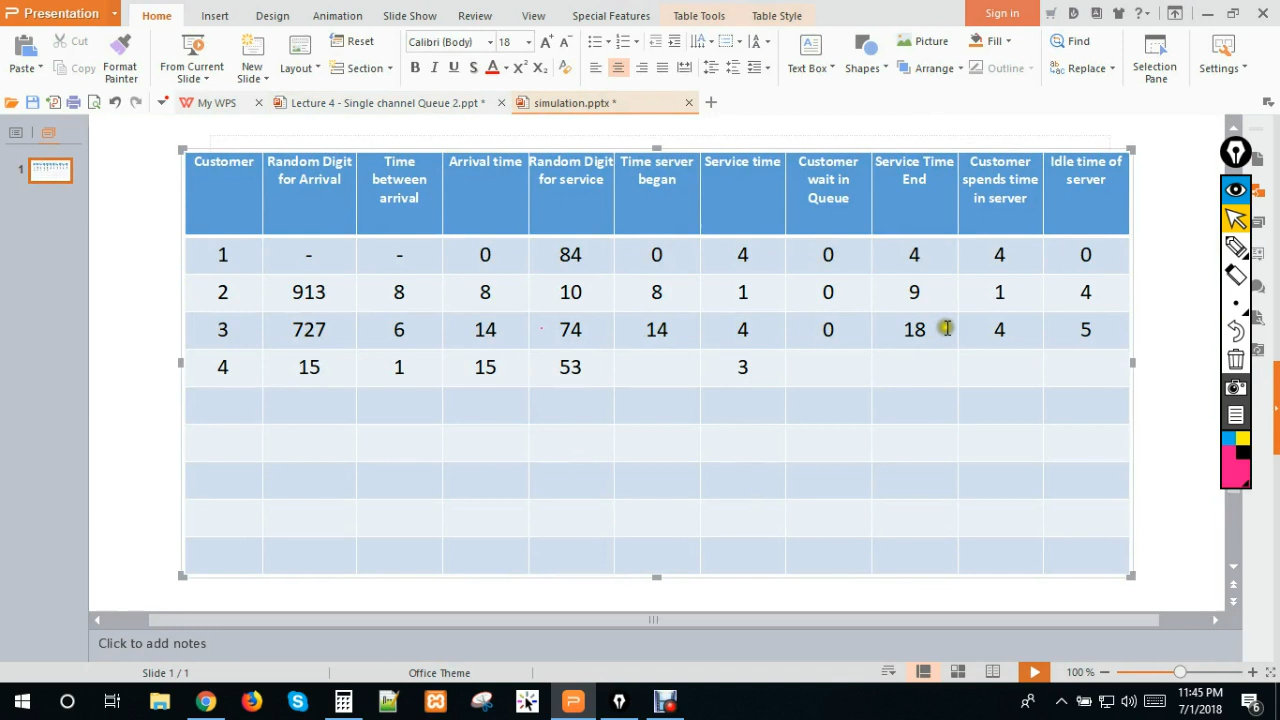 Presentation
Home Insert Design Animation Slide Show Review View Special Features Table Tools Table Style Sign in
Paste Cut Copy Format Painter From Current Slide New Slide Layout Reset Section
Calibri (Body) 18
B I U S A X² X₂ A
Text Box Shapes Picture Arrange Fill Outline Find Replace Selection Pane Settings
My WPS Lecture 4 - Single channel Queue 2.ppt * simulation.pptx *
1
Customer Random Digit for Arrival Time between arrival Arrival time Random Digit for service Time server began Service time Customer wait in Queue Service Time End Customer spends time in server Idle time of server
1 - - 0 84 0 4 0 4 4 0
2 913 8 8 10 8 1 0 9 1 4
3 727 6 14 74 14 4 0 18 4 5
4 15 1 15 53 3
Click to add notes
Slide 1 / 1 Office Theme 100 %
11:45 PM
7/1/2018
6